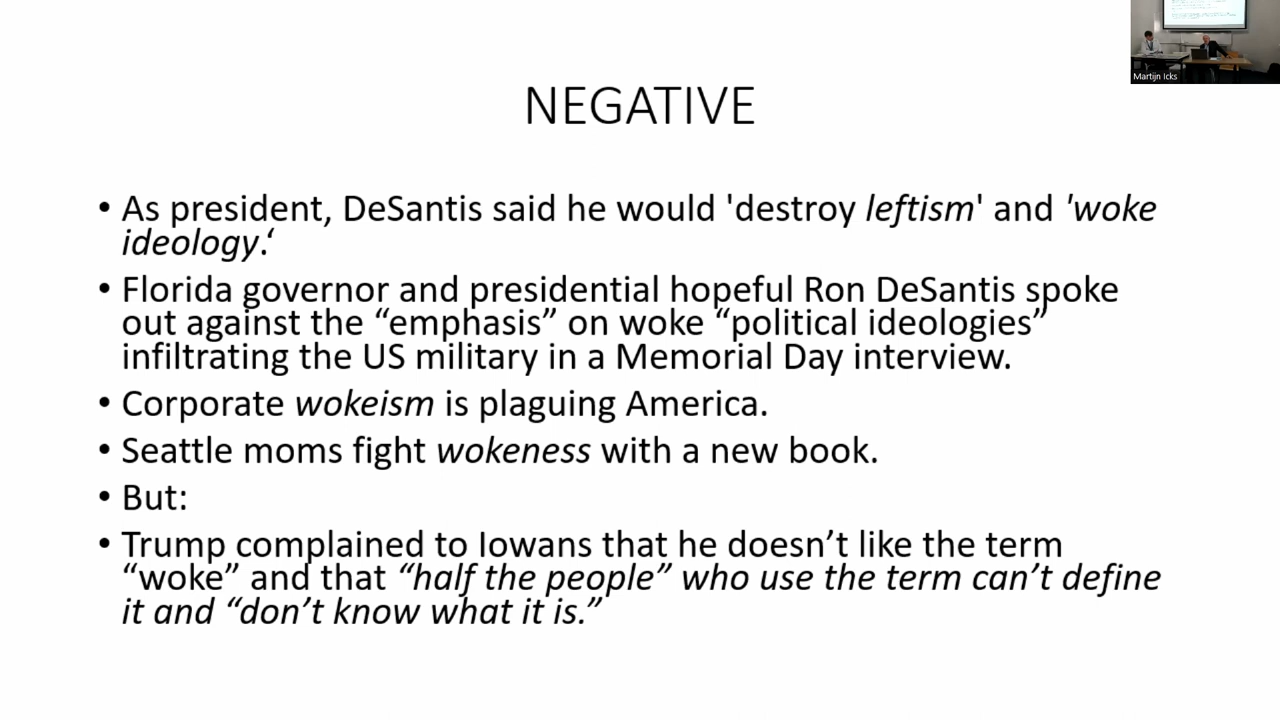 Martijn Icks
NEGATIVE
• As president, DeSantis said he would 'destroy leftism' and 'woke
ideology.‘
• Florida governor and presidential hopeful Ron DeSantis spoke
out against the “emphasis” on woke “political ideologies”
infiltrating the US military in a Memorial Day interview.
• Corporate wokeism is plaguing America.
• Seattle moms fight wokeness with a new book.
• But:
• Trump complained to Iowans that he doesn’t like the term
“woke” and that “half the people” who use the term can’t define
it and “don’t know what it is.”